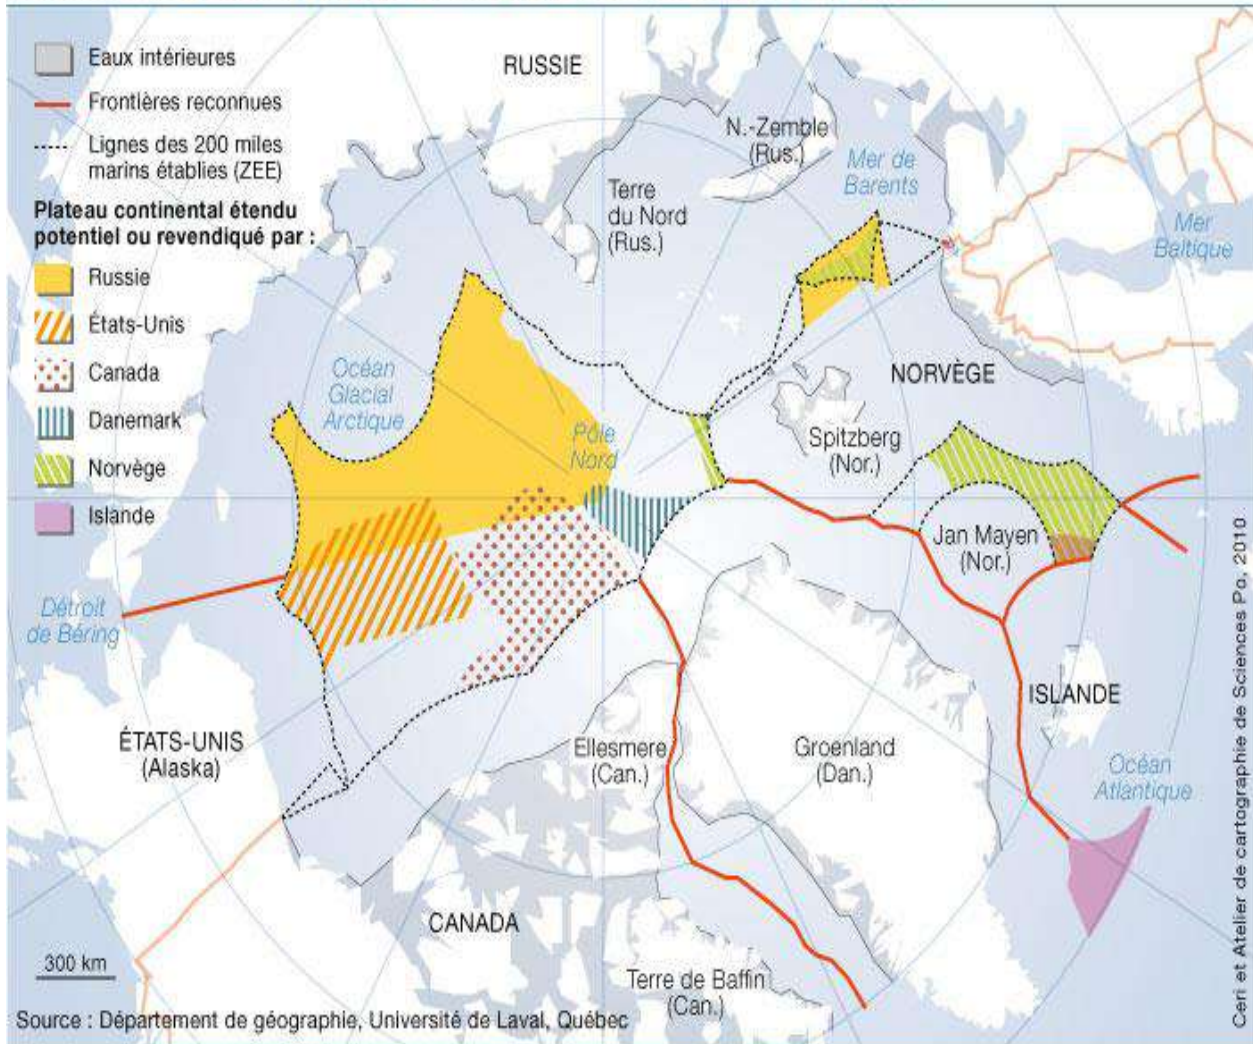 Eaux intérieures
Frontières reconnues
Lignes des 200 miles
marins établies (ZEE)
Plateau continental étendu
potentiel ou revendiqué par :
Russie
États-Unis
Canada
Danemark
Norvège
Islande
RUSSIE
N.-Zemble
(Rus.)
Mer de
Barents
Terre
du Nord
(Rus.)
Mer
Baltique
Océan
Glacial
Arctique
Pôle
Nord
NORVÈGE
Spitzberg
(Nor.)
Jan Mayen
(Nor.)
Détroit
de Béring
ÉTATS-UNIS
(Alaska)
Ellesmere
(Can.)
Groenland
(Dan.)
ISLANDE
Océan
Atlantique
CANADA
Terre de Baffin
(Can.)
300 km
Source : Département de géographie, Université de Laval, Québec
Ceri et Atelier de cartographie de Sciences Po, 2010